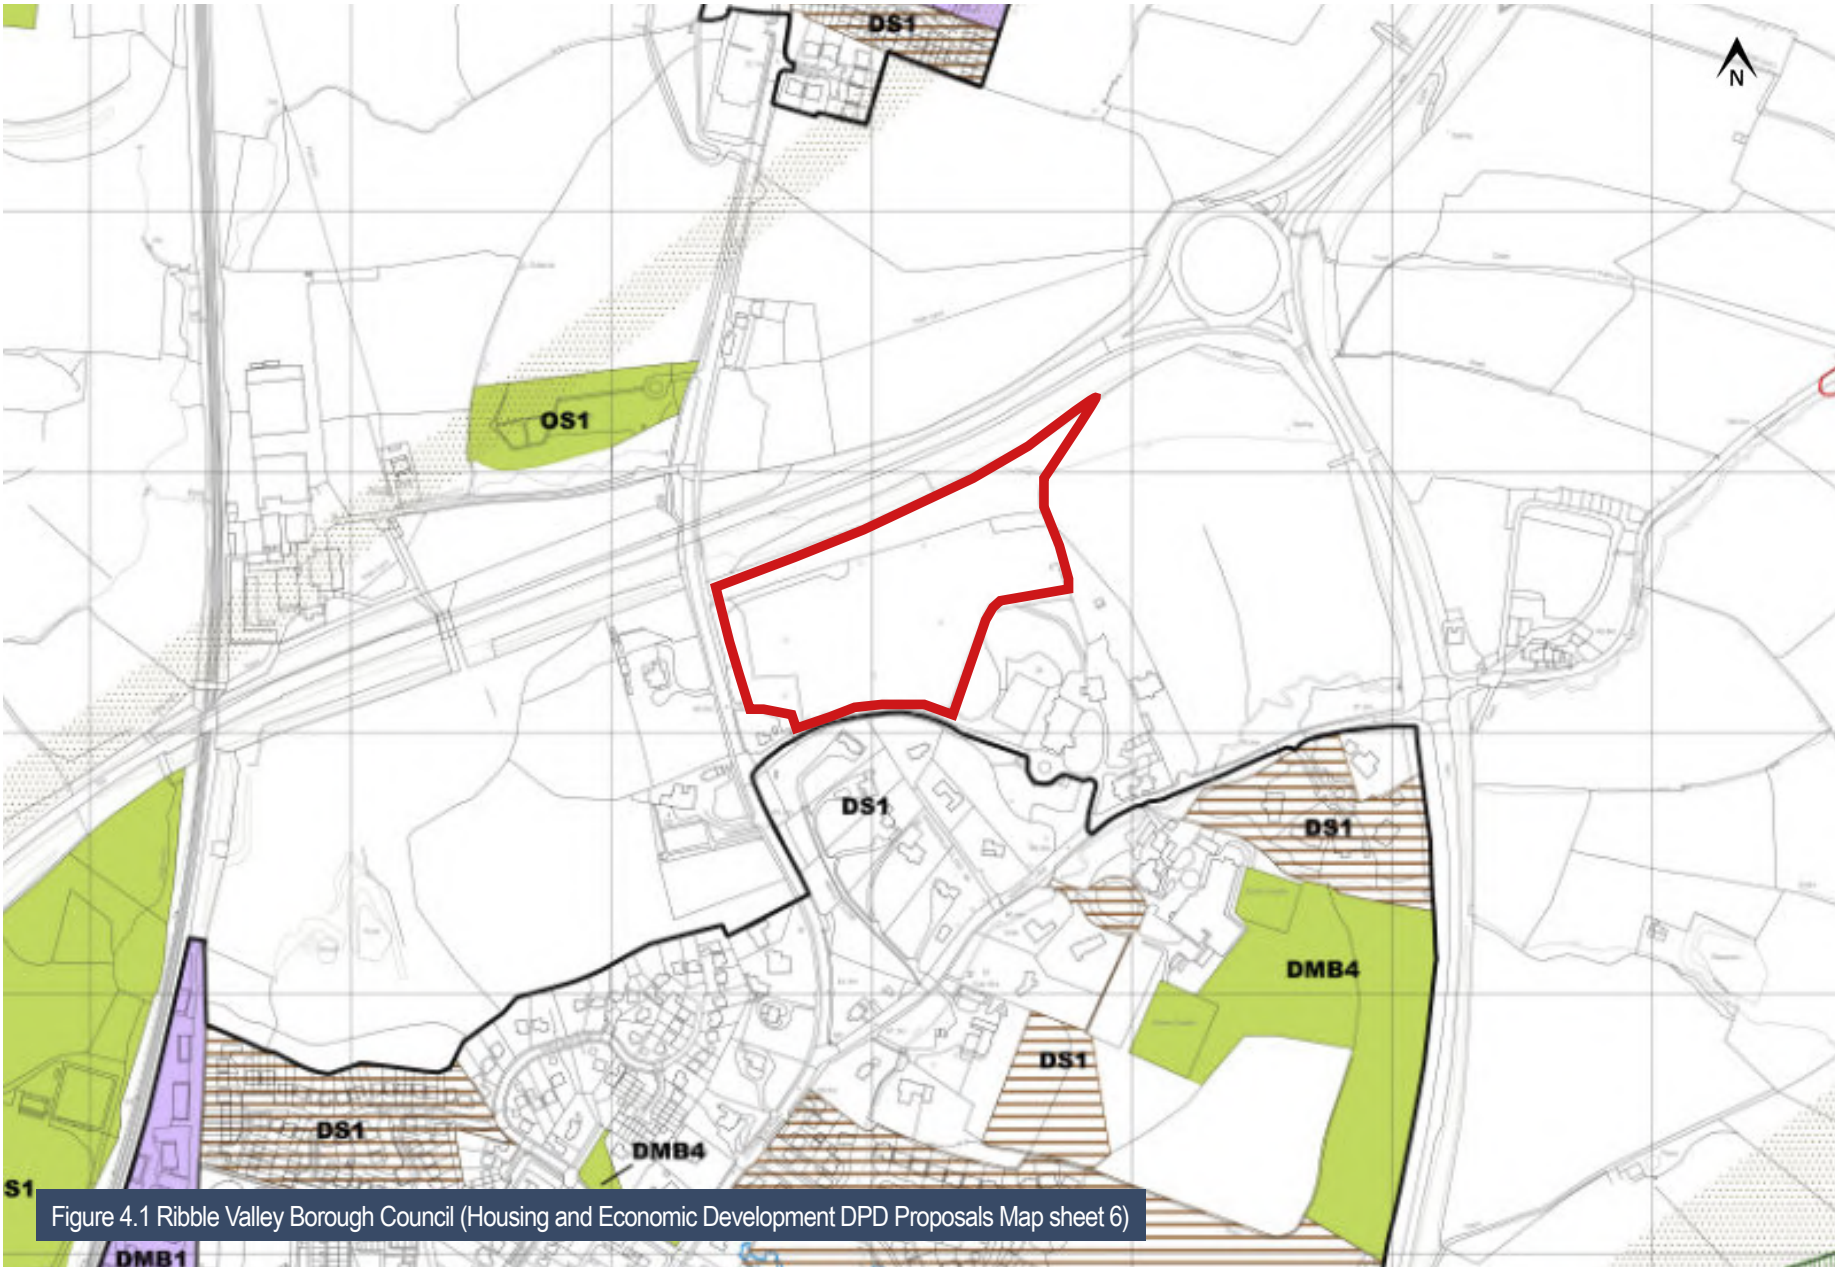 DS1
N
OS1
DS1
DS1
DMB4
DS1
DS1
DMB4
S1
Figure 4.1 Ribble Valley Borough Council (Housing and Economic Development DPD Proposals Map sheet 6)
DMB1